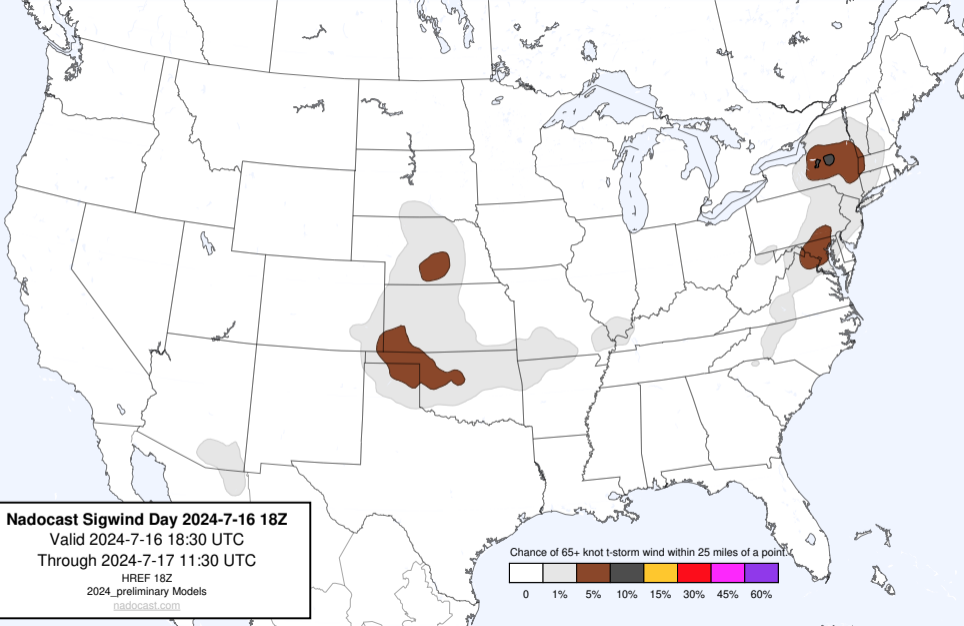 Nadocast Sigwind Day 2024-7-16 18Z
Valid 2024-7-16 18:30 UTC
Through 2024-7-17 11:30 UTC
HREF 18Z
2024_preliminary Models
nadocast.com
Chance of 65+ knot t-storm wind within 25 miles of a point.
0 1% 5% 10% 15% 30% 45% 60%